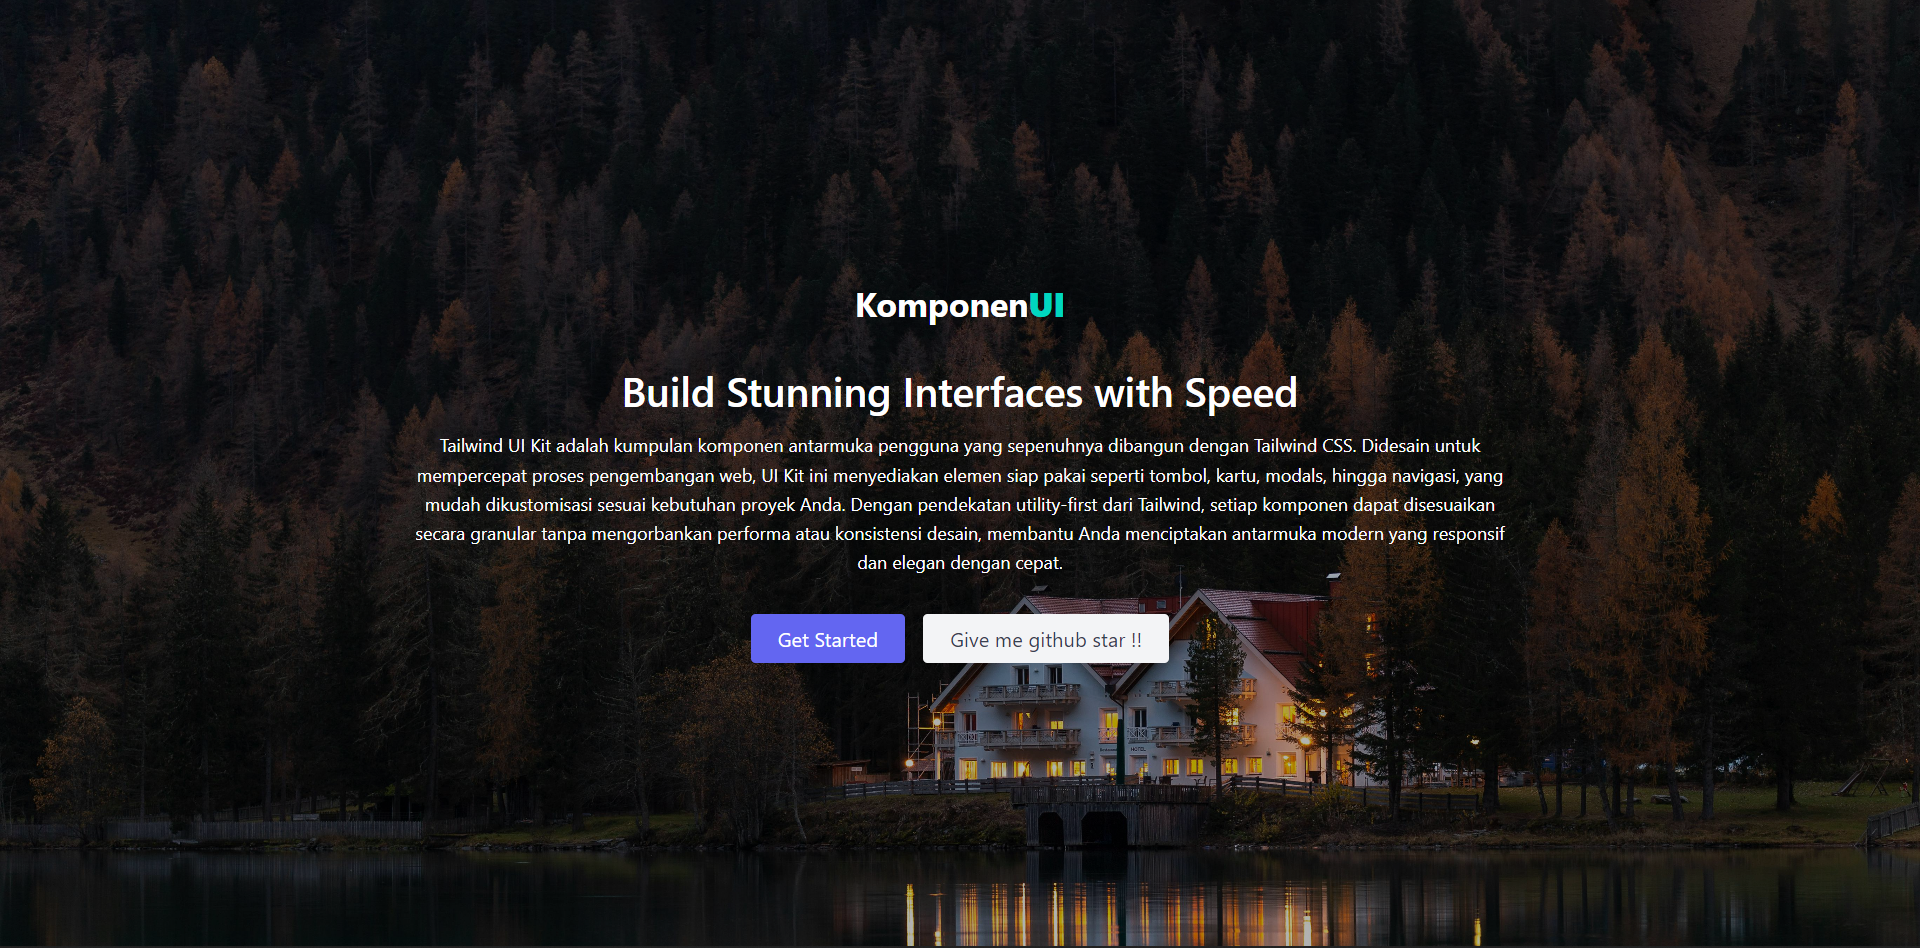 KomponenUI
Build Stunning Interfaces with Speed
Tailwind UI Kit adalah kumpulan komponen antarmuka pengguna yang sepenuhnya dibangun dengan Tailwind CSS. Didesain untuk
mempercepat proses pengembangan web, UI Kit ini menyediakan elemen siap pakai seperti tombol, kartu, modals, hingga navigasi, yang
mudah dikustomisasi sesuai kebutuhan proyek Anda. Dengan pendekatan utility-first dari Tailwind, setiap komponen dapat disesuaikan
secara granular tanpa mengorbankan performa atau konsistensi desain, membantu Anda menciptakan antarmuka modern yang responsif
dan elegan dengan cepat.
Get Started
Give me github star !!
HOTEL